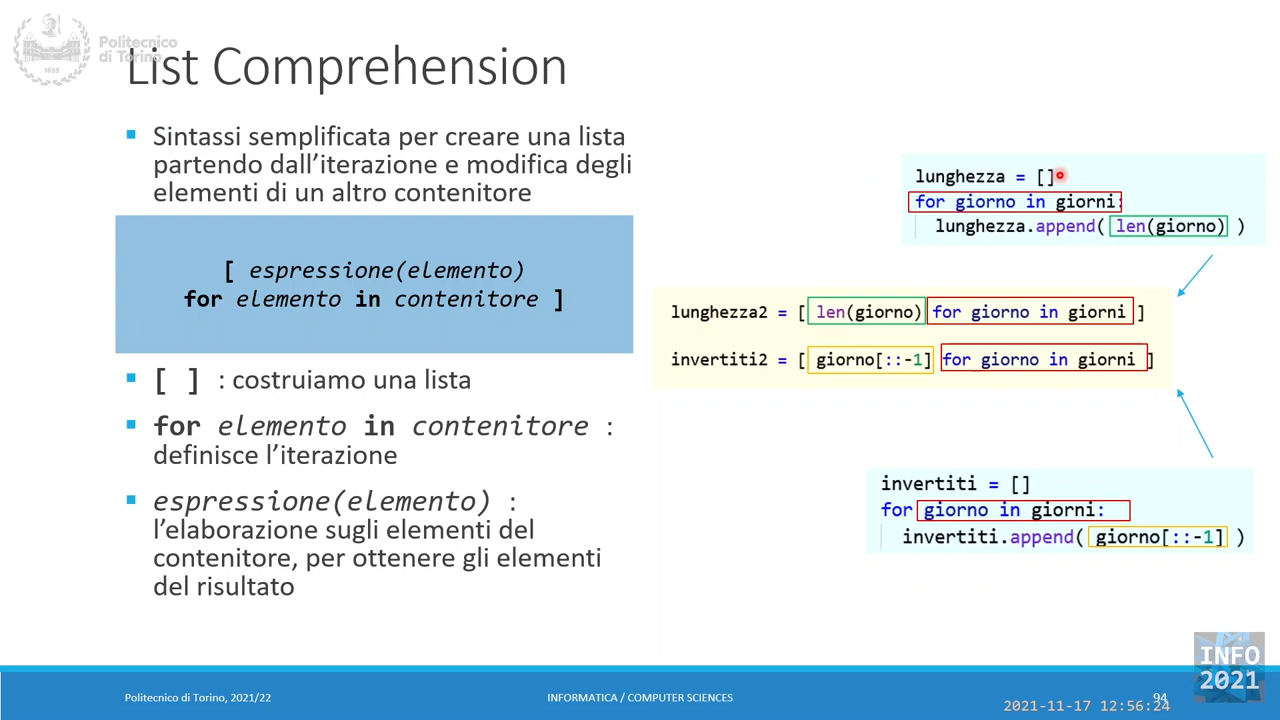 Politecnico
di Torino
1859
List Comprehension
▪ Sintassi semplificata per creare una lista
partendo dall'iterazione e modifica degli
elementi di un altro contenitore
[ espressione(elemento)
for elemento in contenitore ]
▪ [ ] : costruiamo una lista
▪ for elemento in contenitore :
definisce l'iterazione
▪ espressione(elemento) :
l'elaborazione sugli elementi del
contenitore, per ottenere gli elementi
del risultato
lunghezza = []
for giorno in giorni:
lunghezza.append( len(giorno) )
lunghezza2 = [ len(giorno) for giorno in giorni ]
invertiti2 = [ giorno[::-1] for giorno in giorni ]
invertiti = []
for giorno in giorni:
invertiti.append( giorno[::-1] )
INFO
2021
Politecnico di Torino, 2021/22
INFORMATICA / COMPUTER SCIENCES
94
2021-11-17 12:56:24